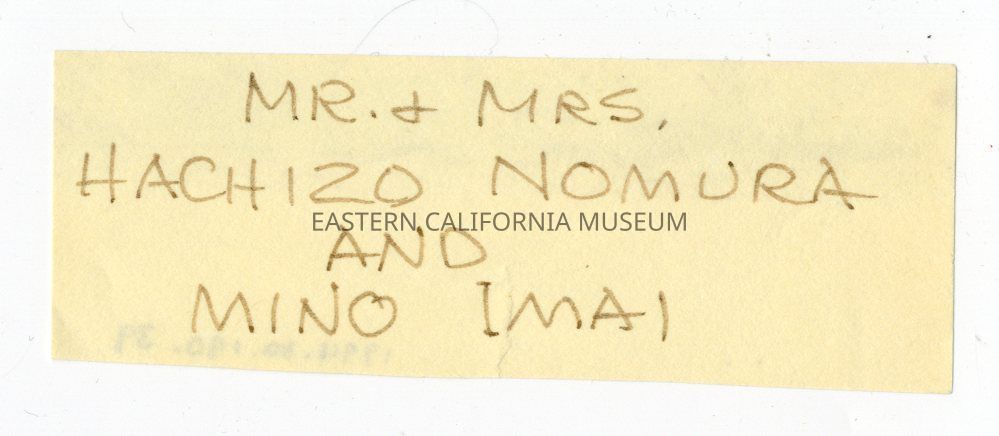 MR. & MRS.
HACHIZO NOMURA
EASTERN CALIFORNIA MUSEUM
AND
MINO IMAI